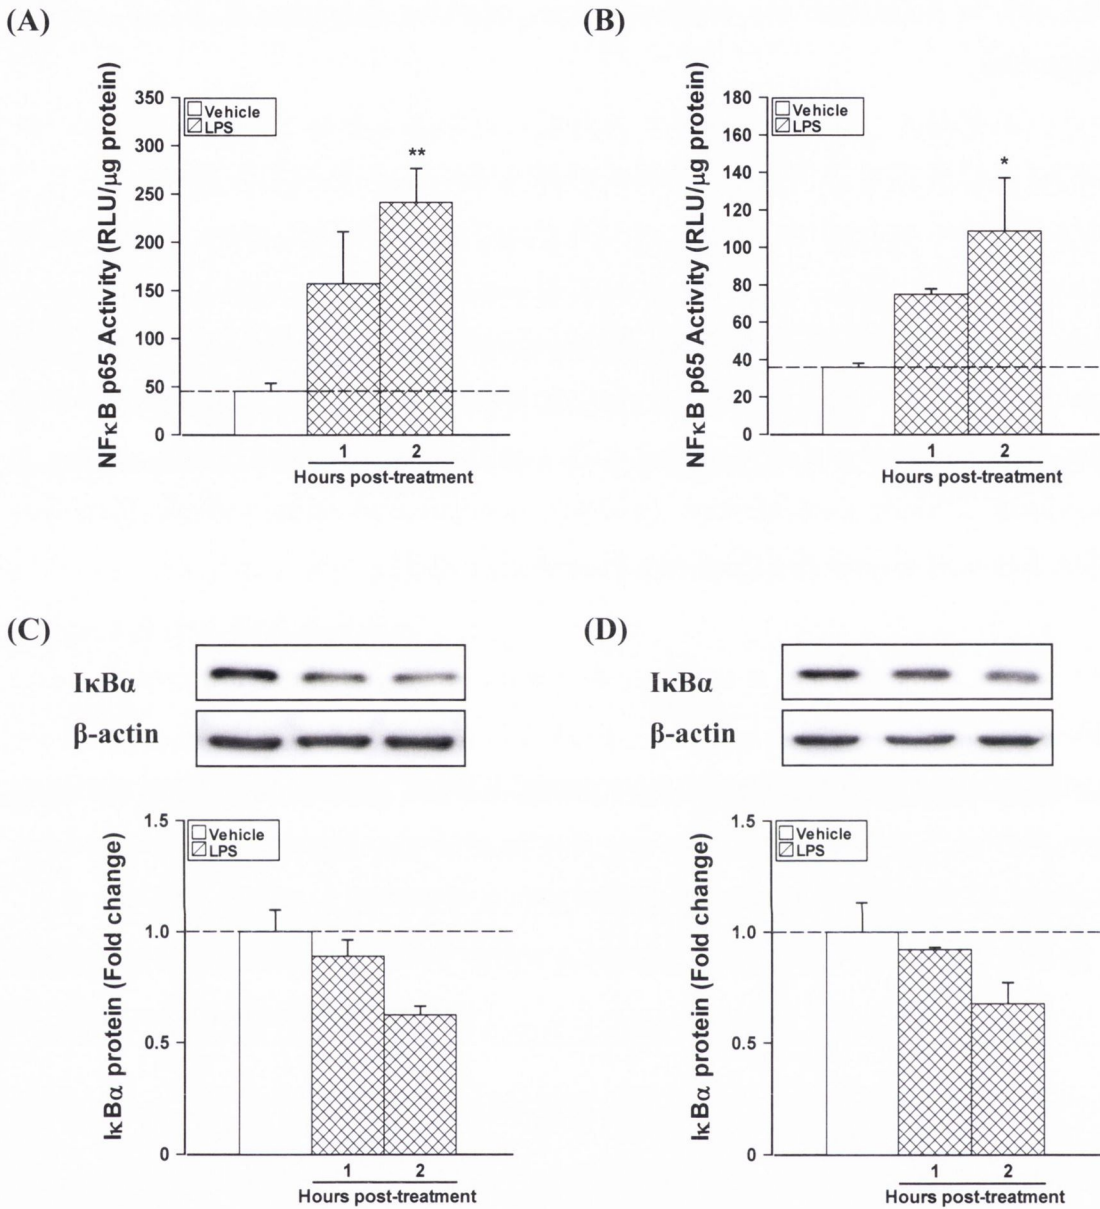 (A)
NFκB p65 Activity (RLU/μg protein)
350
300
250
200
150
100
50
0
Vehicle
LPS
**
1
2
Hours post-treatment
(B)
NFκB p65 Activity (RLU/μg protein)
180
160
140
120
100
80
60
40
20
0
Vehicle
LPS
*
1
2
Hours post-treatment
(C)
IκBα
β-actin
IκBα protein (Fold change)
1.5
1.0
0.5
0
Vehicle
LPS
1
2
Hours post-treatment
(D)
IκBα
β-actin
IκBα protein (Fold change)
1.5
1.0
0.5
0
Vehicle
LPS
1
2
Hours post-treatment